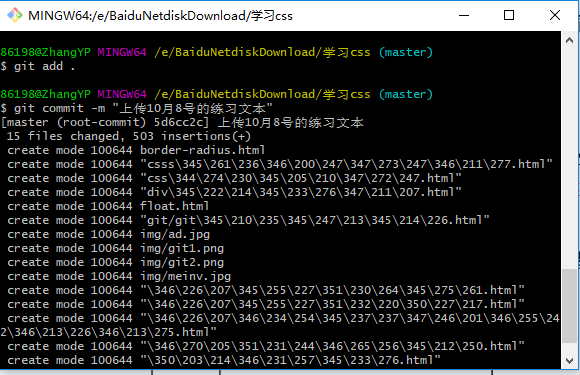 MINGW64:/e/BaiduNetdiskDownload/学习css
86198@ZhangYP MINGW64 /e/BaiduNetdiskDownload/学习css (master)
$ git add .
86198@ZhangYP MINGW64 /e/BaiduNetdiskDownload/学习css (master)
$ git commit -m "上传10月8号的练习文本"
[master (root-commit) 5d6cc2c] 上传10月8号的练习文本
15 files changed, 503 insertions(+)
create mode 100644 border-radius.html
create mode 100644 "csss\345\261\236\346\200\247\347\273\247\346\211\277.html"
create mode 100644 "css\344\274\230\345\205\210\347\272\247.html"
create mode 100644 "div\345\222\214\345\233\276\347\211\207.html"
create mode 100644 float.html
create mode 100644 "git/git\345\210\235\345\247\213\345\214\226.html"
create mode 100644 img/ad.jpg
create mode 100644 img/git1.png
create mode 100644 img/git2.png
create mode 100644 img/meinv.jpg
create mode 100644 "\346\226\207\345\255\227\351\230\264\345\275\261.html"
create mode 100644 "\346\226\207\345\255\227\351\232\220\350\227\217.html"
create mode 100644 "\346\226\207\346\234\254\345\237\237\347\246\201\346\255\24
2\346\213\226\346\213\275.html"
create mode 100644 "\346\270\205\351\231\244\346\265\256\345\212\250.html"
create mode 100644 "\350\203\214\346\231\257\345\233\276.html"